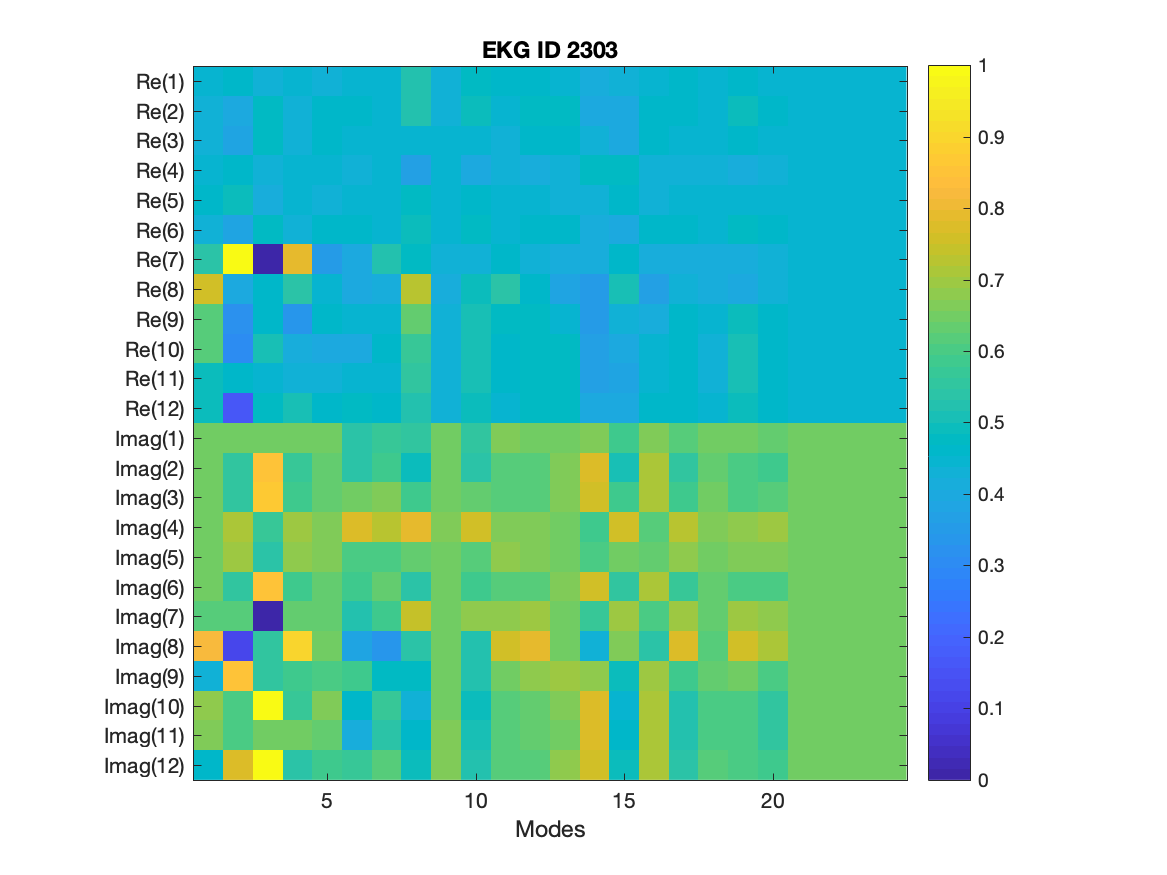 EKG ID 2303
Re(1)
Re(2)
Re(3)
Re(4)
Re(5)
Re(6)
Re(7)
Re(8)
Re(9)
Re(10)
Re(11)
Re(12)
Imag(1)
Imag(2)
Imag(3)
Imag(4)
Imag(5)
Imag(6)
Imag(7)
Imag(8)
Imag(9)
Imag(10)
Imag(11)
Imag(12)
5 10 15 20
Modes
1
0.9
0.8
0.7
0.6
0.5
0.4
0.3
0.2
0.1
0